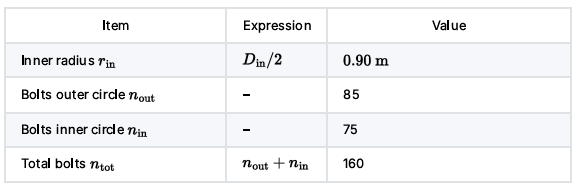 Item Expression Value
Inner radius r_in D_in/2 0.90 m
Bolts outer circle n_out – 85
Bolts inner circle n_in – 75
Total bolts n_tot n_out + n_in 160